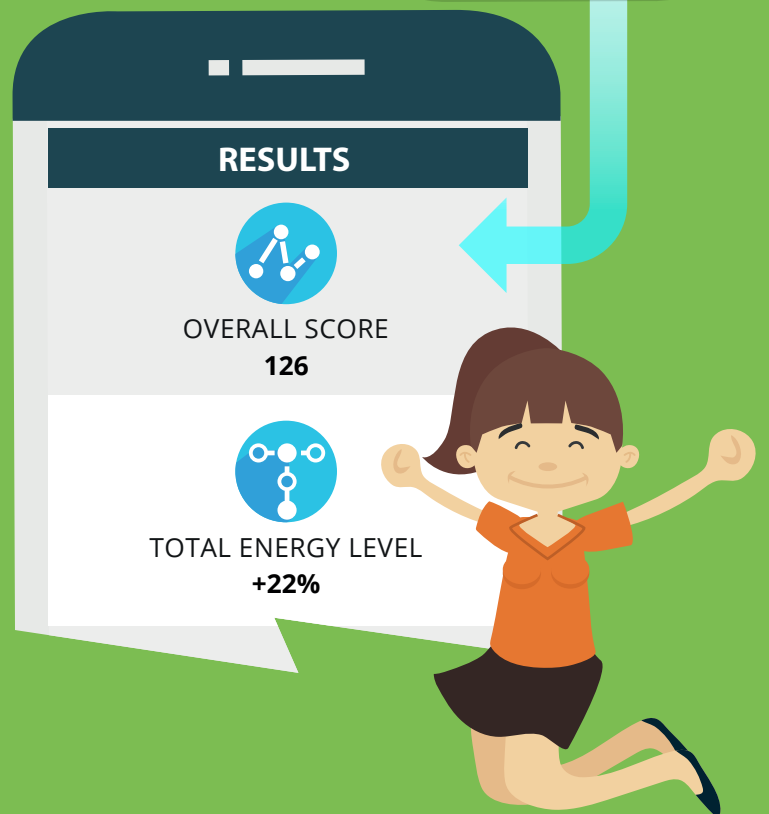 RESULTS
OVERALL SCORE
126
TOTAL ENERGY LEVEL
+22%